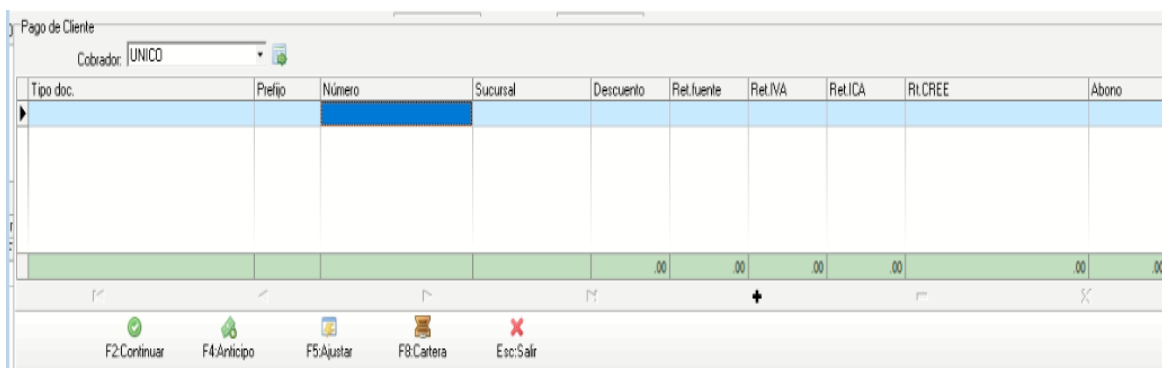 Pago de Cliente
Cobrador: UNICO
Tipo doc. Prefijo Número Sucursal Descuento Ret.fuente Ret.IVA Ret.ICA Rt.CREE Abono
.00 .00 .00 .00 .00 .00
F2:Continuar F4:Anticipo F5:Ajustar F8:Cartera Esc:Salir